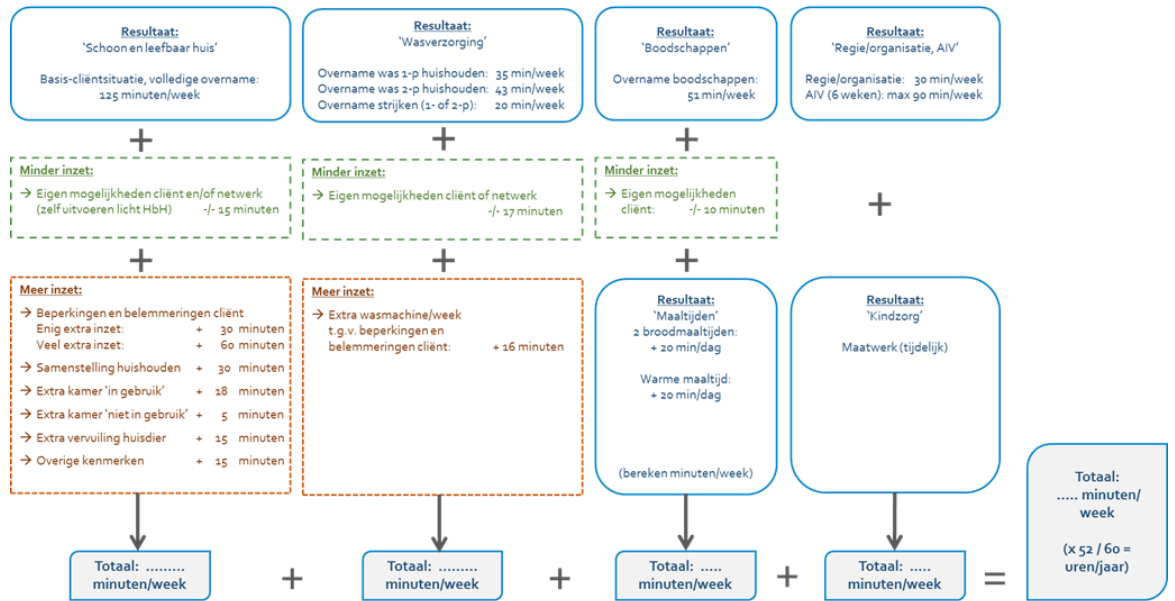 Resultaat:
'Schoon en leefbaar huis'
Basis-cliëntsituatie, volledige overname:
125 minuten/week
+
Minder inzet:
→ Eigen mogelijkheden cliënt en/of netwerk
(zelf uitvoeren licht HbH) -/- 15 minuten
+
Meer inzet:
→ Beperkingen en belemmeringen cliënt
Enig extra inzet: + 30 minuten
Veel extra inzet: + 60 minuten
→ Samenstelling huishouden + 30 minuten
→ Extra kamer 'in gebruik' + 18 minuten
→ Extra kamer 'niet in gebruik' + 5 minuten
→ Extra vervuiling huisdier + 15 minuten
→ Overige kenmerken + 15 minuten
Totaal: .........
minuten/week
+
Resultaat:
'Wasverzorging'
Overname was 1-p huishouden: 35 min/week
Overname was 2-p huishouden: 43 min/week
Overname strijken (1- of 2-p): 20 min/week
+
Minder inzet:
→ Eigen mogelijkheden cliënt of netwerk
-/- 17 minuten
+
Meer inzet:
→ Extra wasmachine/week
t.g.v. beperkingen en
belemmeringen cliënt: + 16 minuten
Totaal: .........
minuten/week
+
Resultaat:
'Boodschappen'
Overname boodschappen:
51 min/week
+
Minder inzet:
→ Eigen mogelijkheden
cliënt: -/- 10 minuten
+
Resultaat:
'Maaltijden'
2 broodmaaltijden:
+ 20 min/dag
Warme maaltijd:
+ 20 min/dag
(bereken minuten/week)
Totaal: .....
minuten/week
+
Resultaat:
'Regie/organisatie, AIV'
Regie/organisatie: 30 min/week
AIV (6 weken): max 90 min/week
+
Resultaat:
'Kindzorg'
Maatwerk (tijdelijk)
Totaal: .....
minuten/week
=
Totaal:
..... minuten/
week
(x 52 / 60 =
uren/jaar)